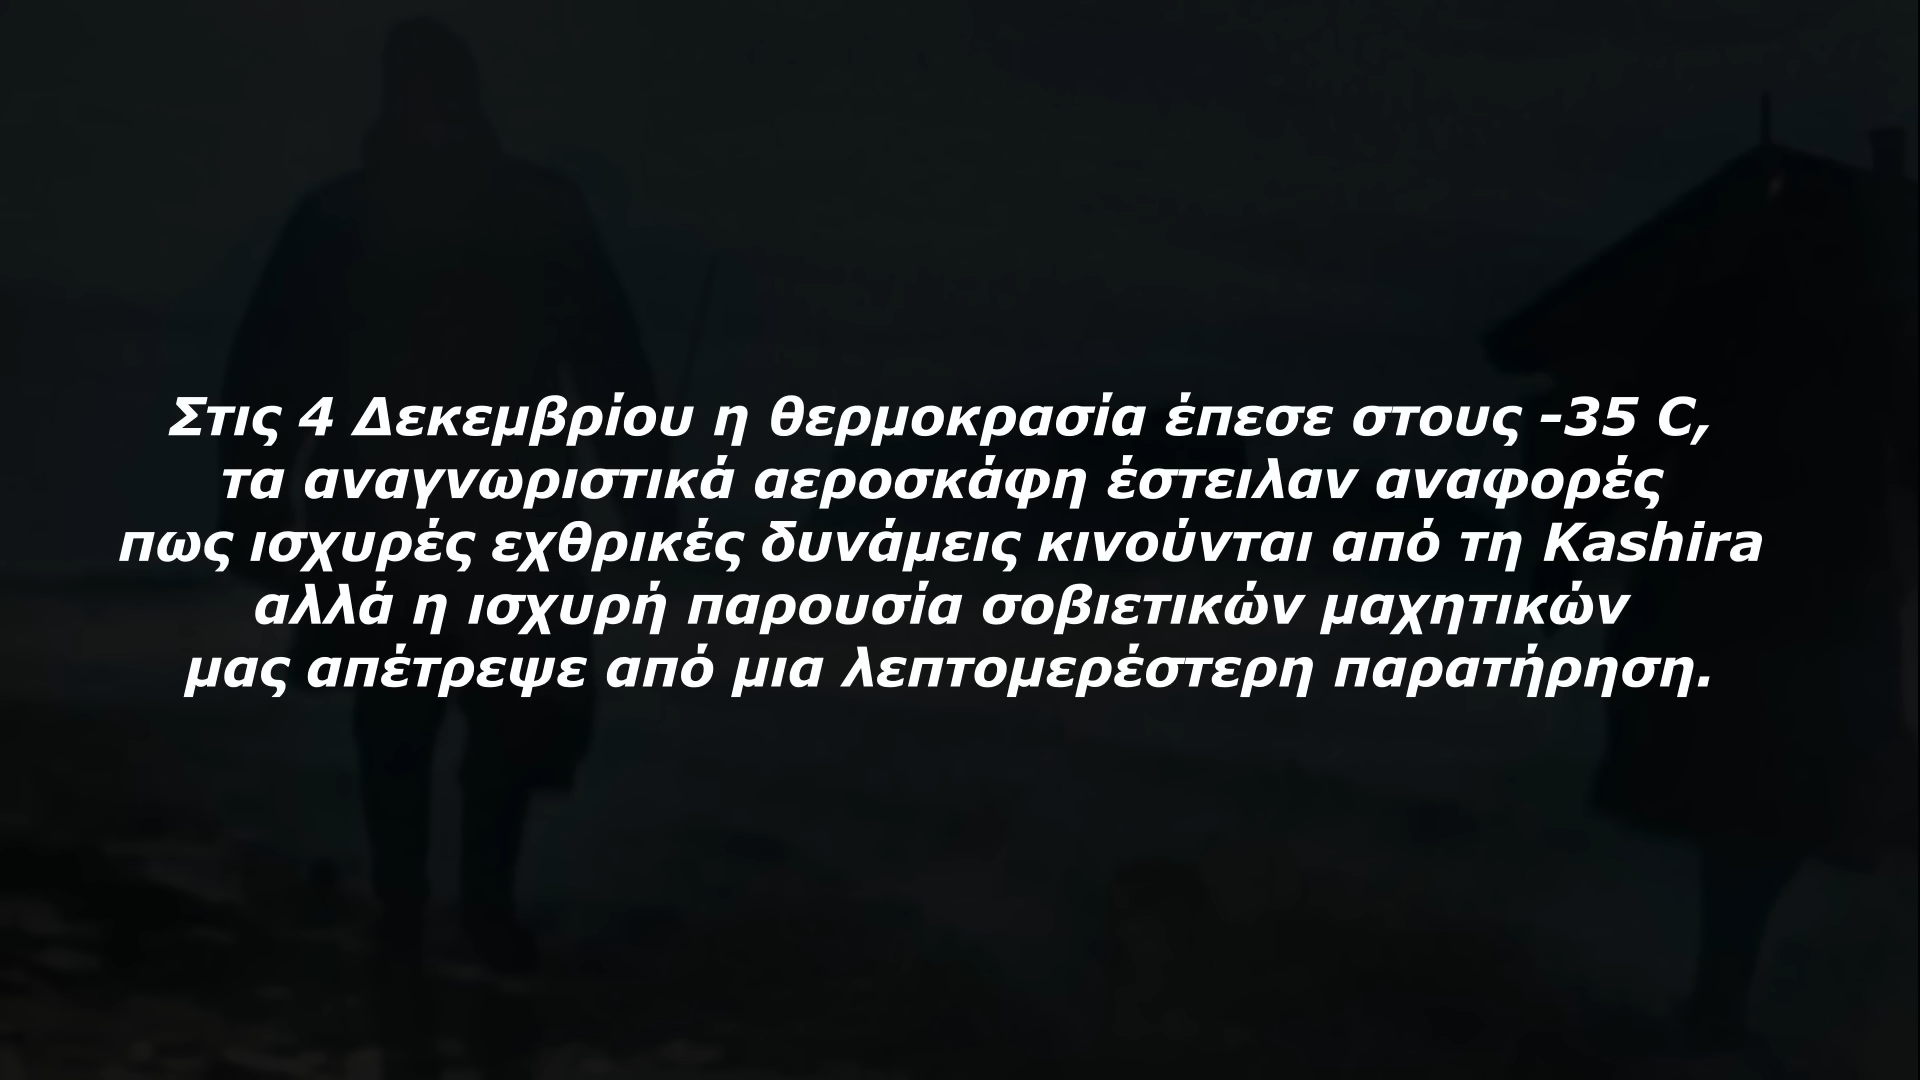 Στις 4 Δεκεμβρίου η θερμοκρασία έπεσε στους –35 C,
τα αναγνωριστικά αεροσκάφη έστειλαν αναφορές
πως ισχυρές εχθρικές δυνάμεις κινούνται από τη Kashira
αλλά η ισχυρή παρουσία σοβιετικών μαχητικών
μας απέτρεψε από μια λεπτομερέστερη παρατήρηση.